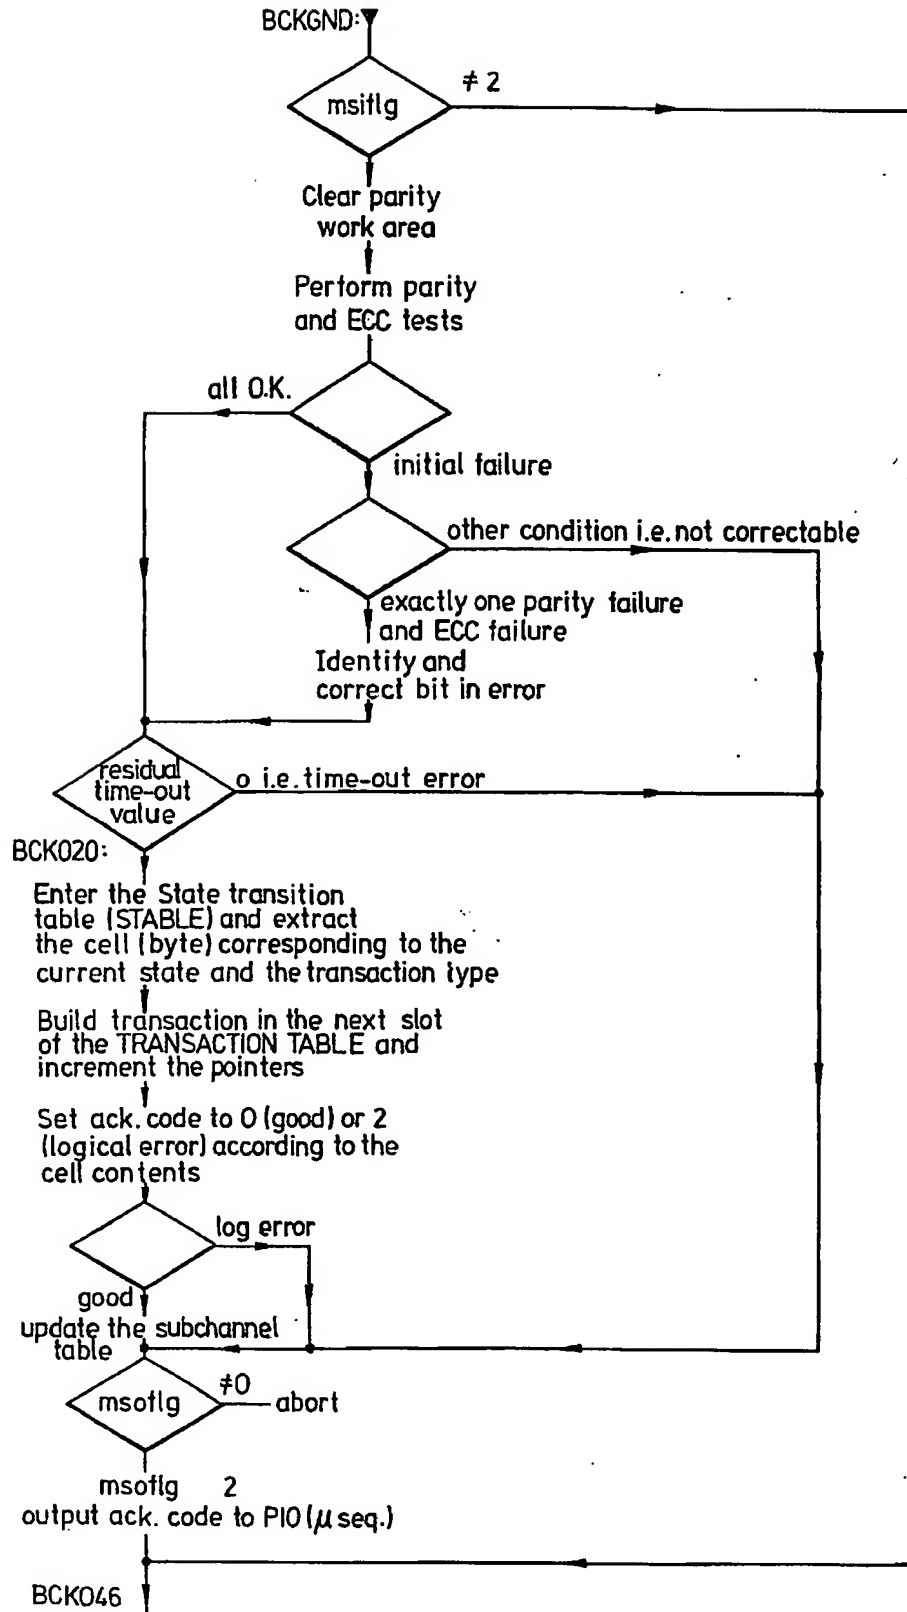 BCKGND:
≠ 2
msiflg
Clear parity
work area
Perform parity
and ECC tests
all O.K.
initial failure
other condition i.e. not correctable
exactly one parity failure
and ECC failure
Identify and
correct bit in error
residual
time-out
value
o i.e. time-out error
BCK020:
Enter the State transition
table (STABLE) and extract
the cell (byte) corresponding to the
current state and the transaction type
Build transaction in the next slot
of the TRANSACTION TABLE and
increment the pointers
Set ack. code to 0 (good) or 2
(logical error) according to the
cell contents
log error
good
update the subchannel
table
≠0
msoflg
abort
msoflg 2
output ack. code to PIO (μ seq.)
BCK046